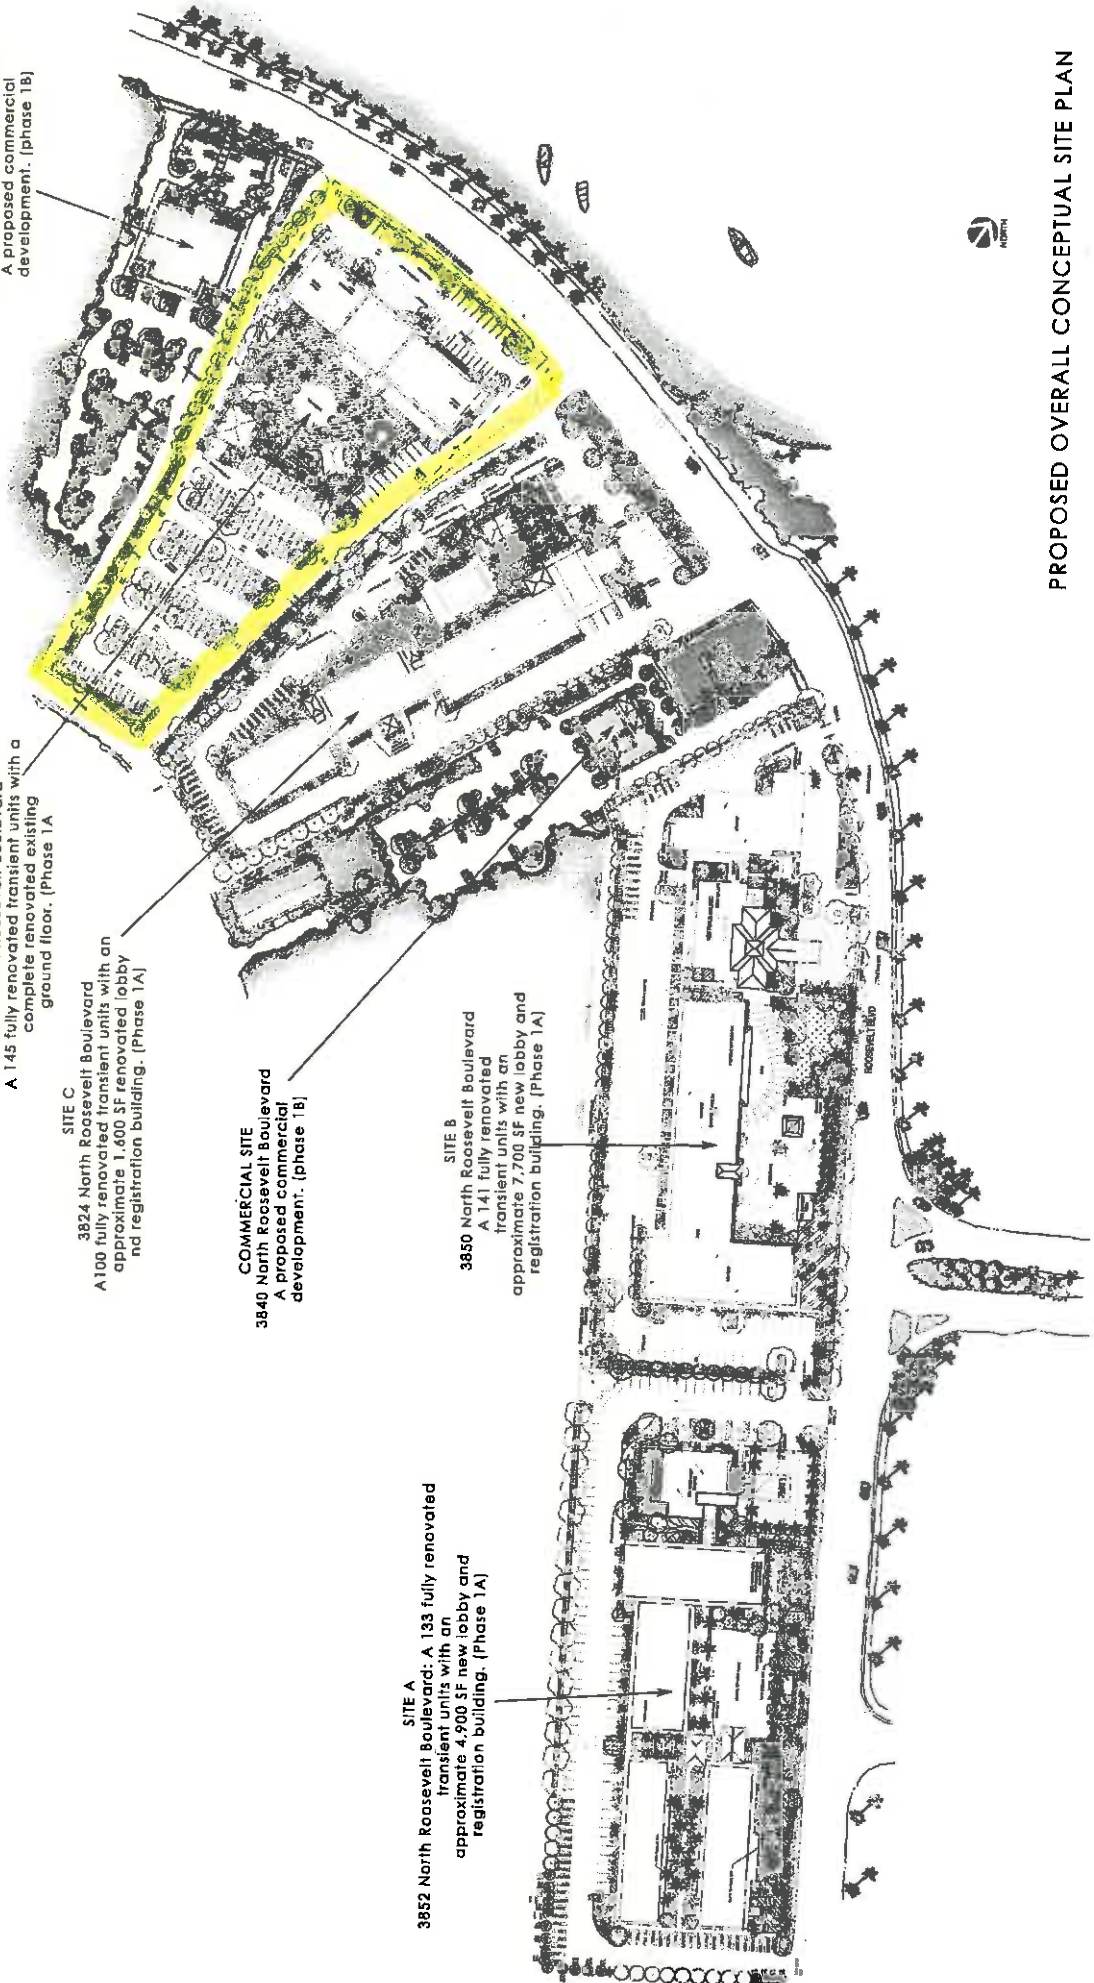 A proposed commercial
development. (phase 1B)
A 145 fully renovated transient units with a
complete renovated existing
ground floor. (Phase 1A
SITE C
3824 North Roosevelt Boulevard
A100 fully renovated transient units with an
approximate 1,600 SF renovated lobby
nd registration building. (Phase 1A)
COMMERCIAL SITE
3840 North Roosevelt Boulevard
A proposed commercial
development. (phase 1B)
SITE B
3850 North Roosevelt Boulevard
A 141 fully renovated
transient units with an
approximate 7,700 SF new lobby and
registration building. (Phase 1A)
SITE A
3852 North Roosevelt Boulevard: A 133 fully renovated
transient units with an
approximate 4,900 SF new lobby and
registration building. (Phase 1A)
ROOSEVELT BLVD
NORTH
PROPOSED OVERALL CONCEPTUAL SITE PLAN